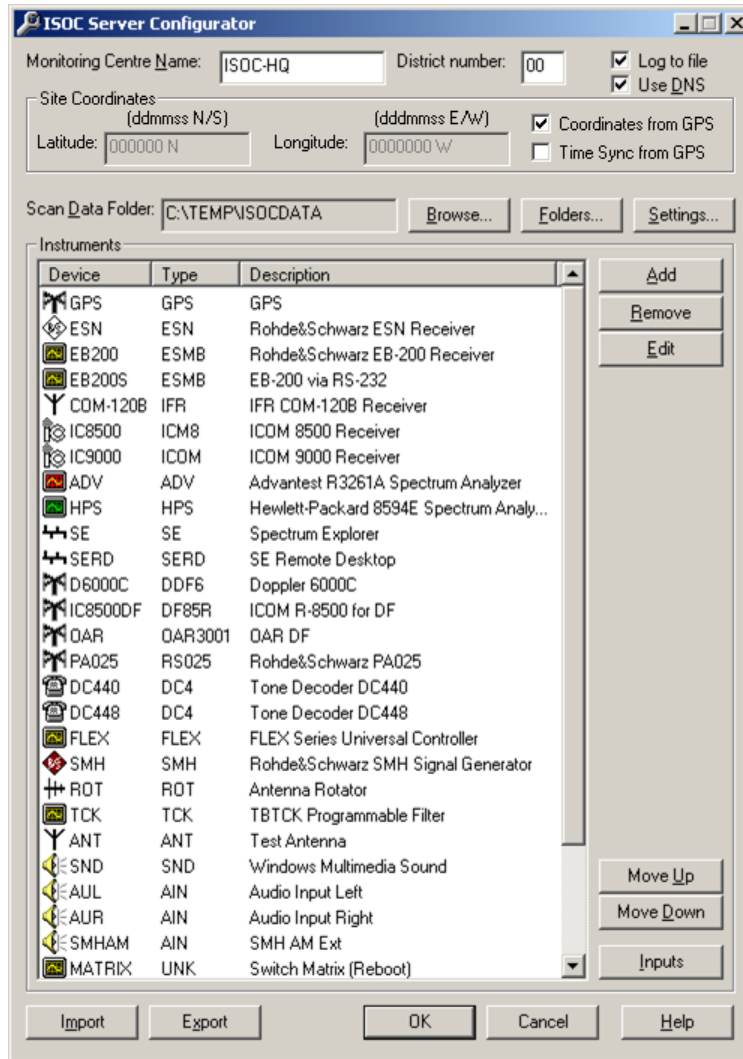 ISOC Server Configurator
Monitoring Centre Name: ISOC-HQ District number: 00 Log to file
Use DNS
Site Coordinates
(ddmmss N/S) (dddmmss E/W) Coordinates from GPS
Latitude: 000000 N Longitude: 0000000 W Time Sync from GPS
Scan Data Folder: C:\TEMP\ISOCDATA Browse... Folders... Settings...
Instruments
Device Type Description Add
GPS GPS GPS
Remove
ESN ESN Rohde&Schwarz ESN Receiver
EB200 ESMB Rohde&Schwarz EB-200 Receiver Edit
EB200S ESMB EB-200 via RS-232
COM-120B IFR IFR COM-120B Receiver
IC8500 ICM8 ICOM 8500 Receiver
IC9000 ICOM ICOM 9000 Receiver
ADV ADV Advantest R3261A Spectrum Analyzer
HPS HPS Hewlett-Packard 8594E Spectrum Analy...
SE SE Spectrum Explorer
SERD SERD SE Remote Desktop
D6000C DDF6 Doppler 6000C
IC8500DF DF85R ICOM R-8500 for DF
OAR OAR3001 OAR DF
PA025 RS025 Rohde&Schwarz PA025
DC440 DC4 Tone Decoder DC440
DC448 DC4 Tone Decoder DC448
FLEX FLEX FLEX Series Universal Controller
SMH SMH Rohde&Schwarz SMH Signal Generator
ROT ROT Antenna Rotator
TCK TCK TBTCK Programmable Filter
ANT ANT Test Antenna
SND SND Windows Multimedia Sound Move Up
AUL AIN Audio Input Left
AUR AIN Audio Input Right Move Down
SMHAM AIN SMH AM Ext
MATRIX UNK Switch Matrix (Reboot) Inputs
Import Export OK Cancel Help